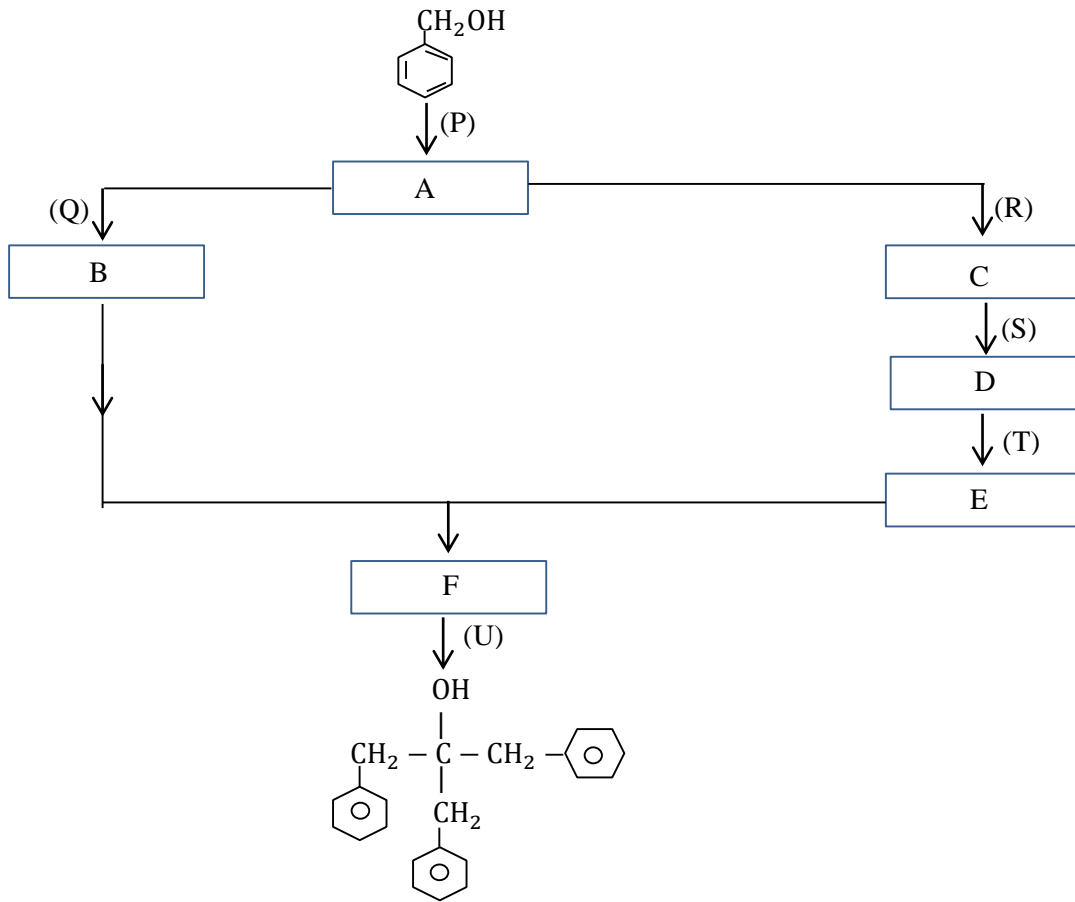 CH₂OH
(P)
A
(Q)
(R)
B
C
(S)
D
(T)
E
F
(U)
OH
CH₂ – C – CH₂ –
CH₂